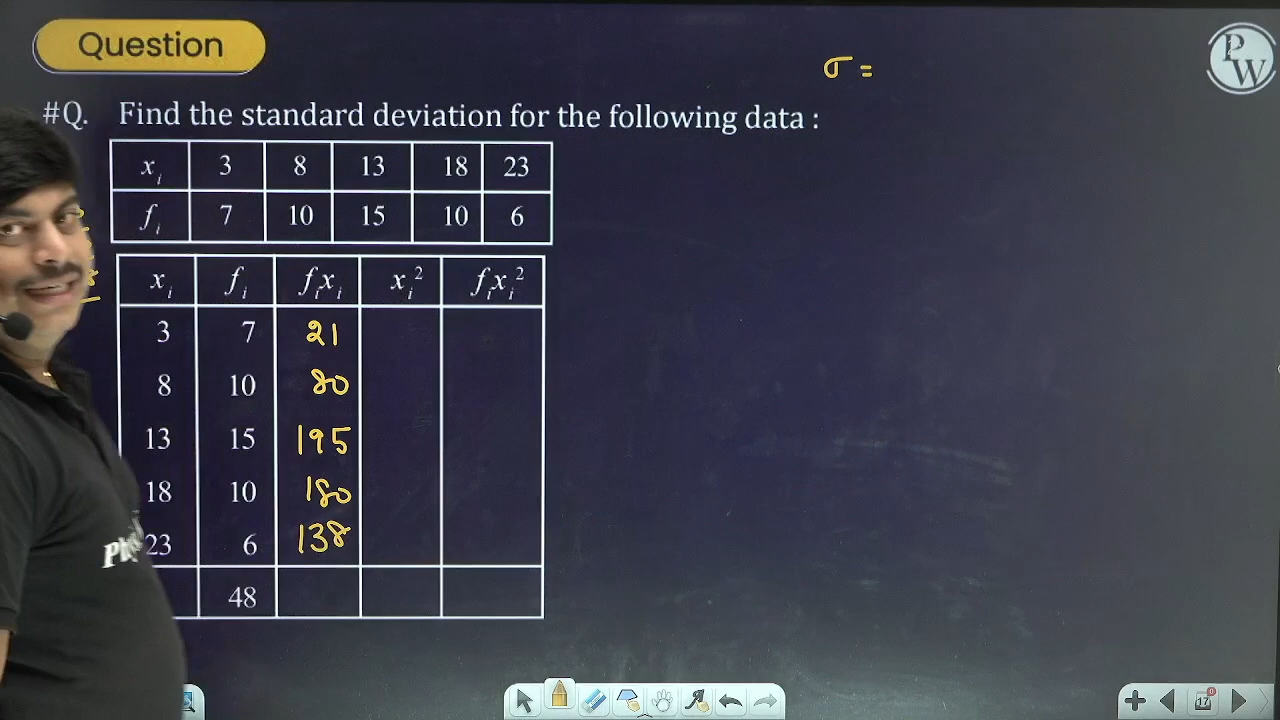 Question
PW
σ =
#Q. Find the standard deviation for the following data :
xᵢ 3 8 13 18 23
fᵢ 7 10 15 10 6
xᵢ fᵢ fᵢxᵢ xᵢ² fᵢxᵢ²
3 7 21
8 10 80
13 15 195
18 10 180
23 6 138
48
17